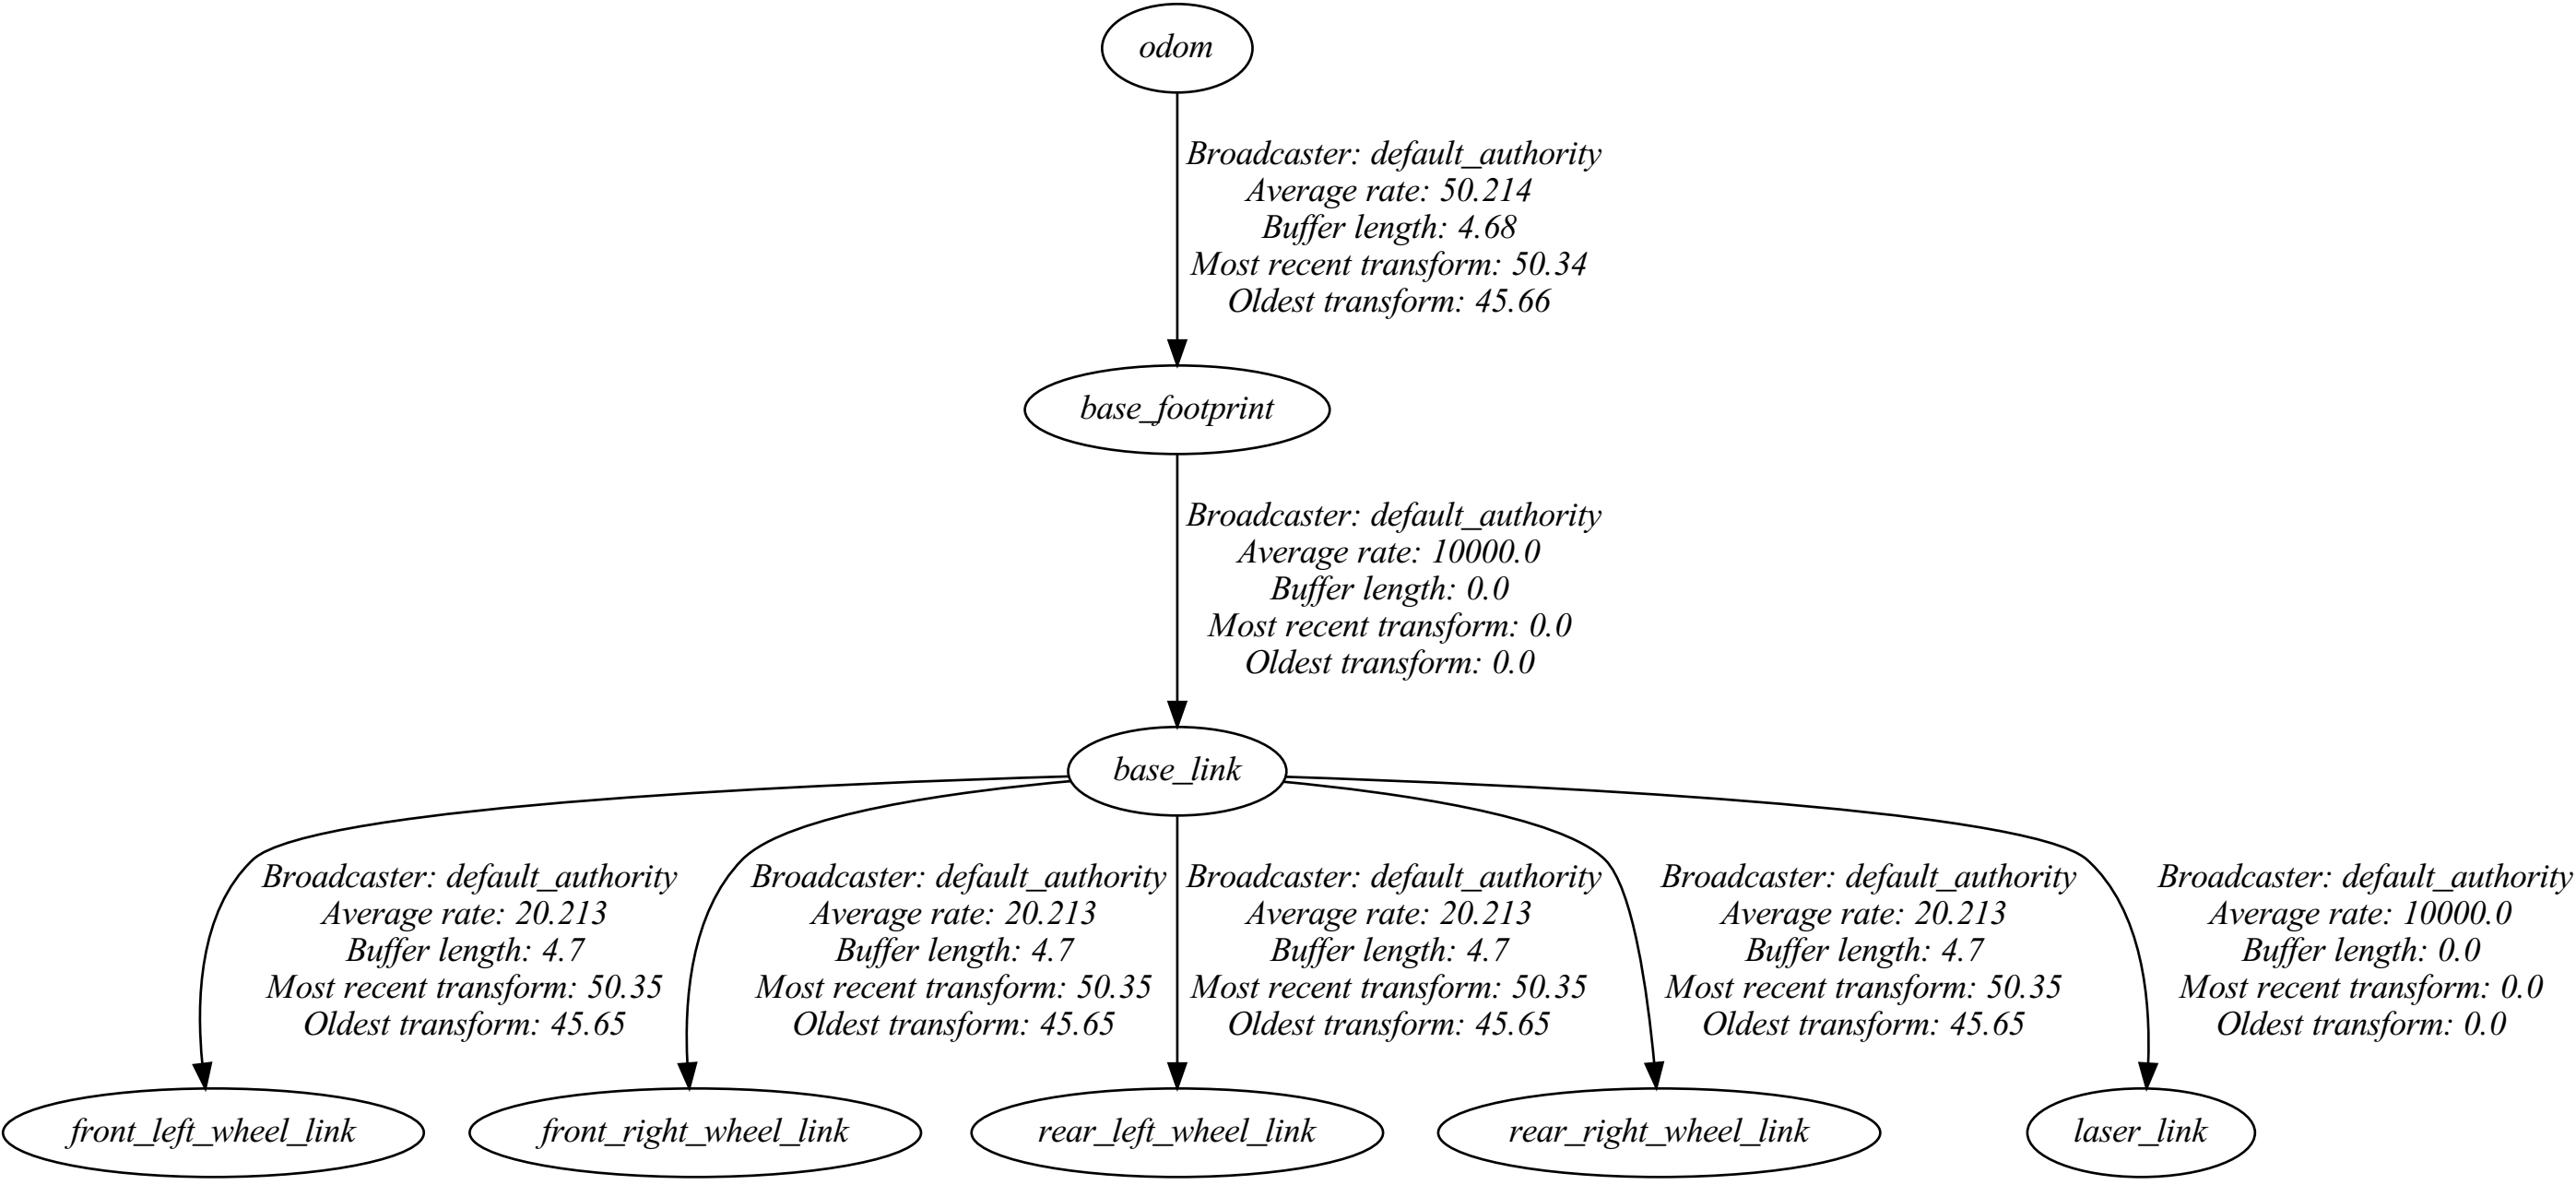 odom
Broadcaster: default_authority
Average rate: 50.214
Buffer length: 4.68
Most recent transform: 50.34
Oldest transform: 45.66
base_footprint
Broadcaster: default_authority
Average rate: 10000.0
Buffer length: 0.0
Most recent transform: 0.0
Oldest transform: 0.0
base_link
Broadcaster: default_authority
Average rate: 20.213
Buffer length: 4.7
Most recent transform: 50.35
Oldest transform: 45.65
Broadcaster: default_authority
Average rate: 20.213
Buffer length: 4.7
Most recent transform: 50.35
Oldest transform: 45.65
Broadcaster: default_authority
Average rate: 20.213
Buffer length: 4.7
Most recent transform: 50.35
Oldest transform: 45.65
Broadcaster: default_authority
Average rate: 20.213
Buffer length: 4.7
Most recent transform: 50.35
Oldest transform: 45.65
Broadcaster: default_authority
Average rate: 10000.0
Buffer length: 0.0
Most recent transform: 0.0
Oldest transform: 0.0
front_left_wheel_link
front_right_wheel_link
rear_left_wheel_link
rear_right_wheel_link
laser_link